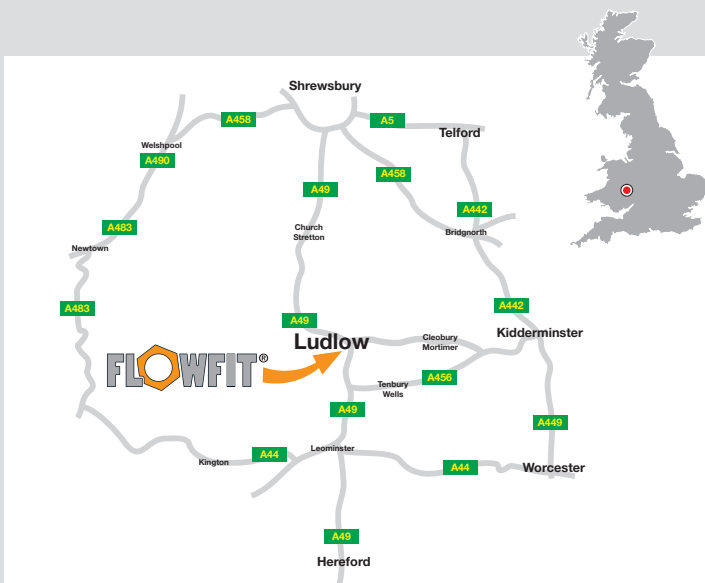 Shrewsbury
A458
A5
Telford
Welshpool
A490
A458
A49
A442
Church
Stretton
A483
Bridgnorth
Newtown
A483
A442
A49
Ludlow
Cleobury
Mortimer
Kidderminster
FLOWFIT®
A456
Tenbury
Wells
A49
A449
Leominster
A44
Kington
A44
Worcester
A49
Hereford